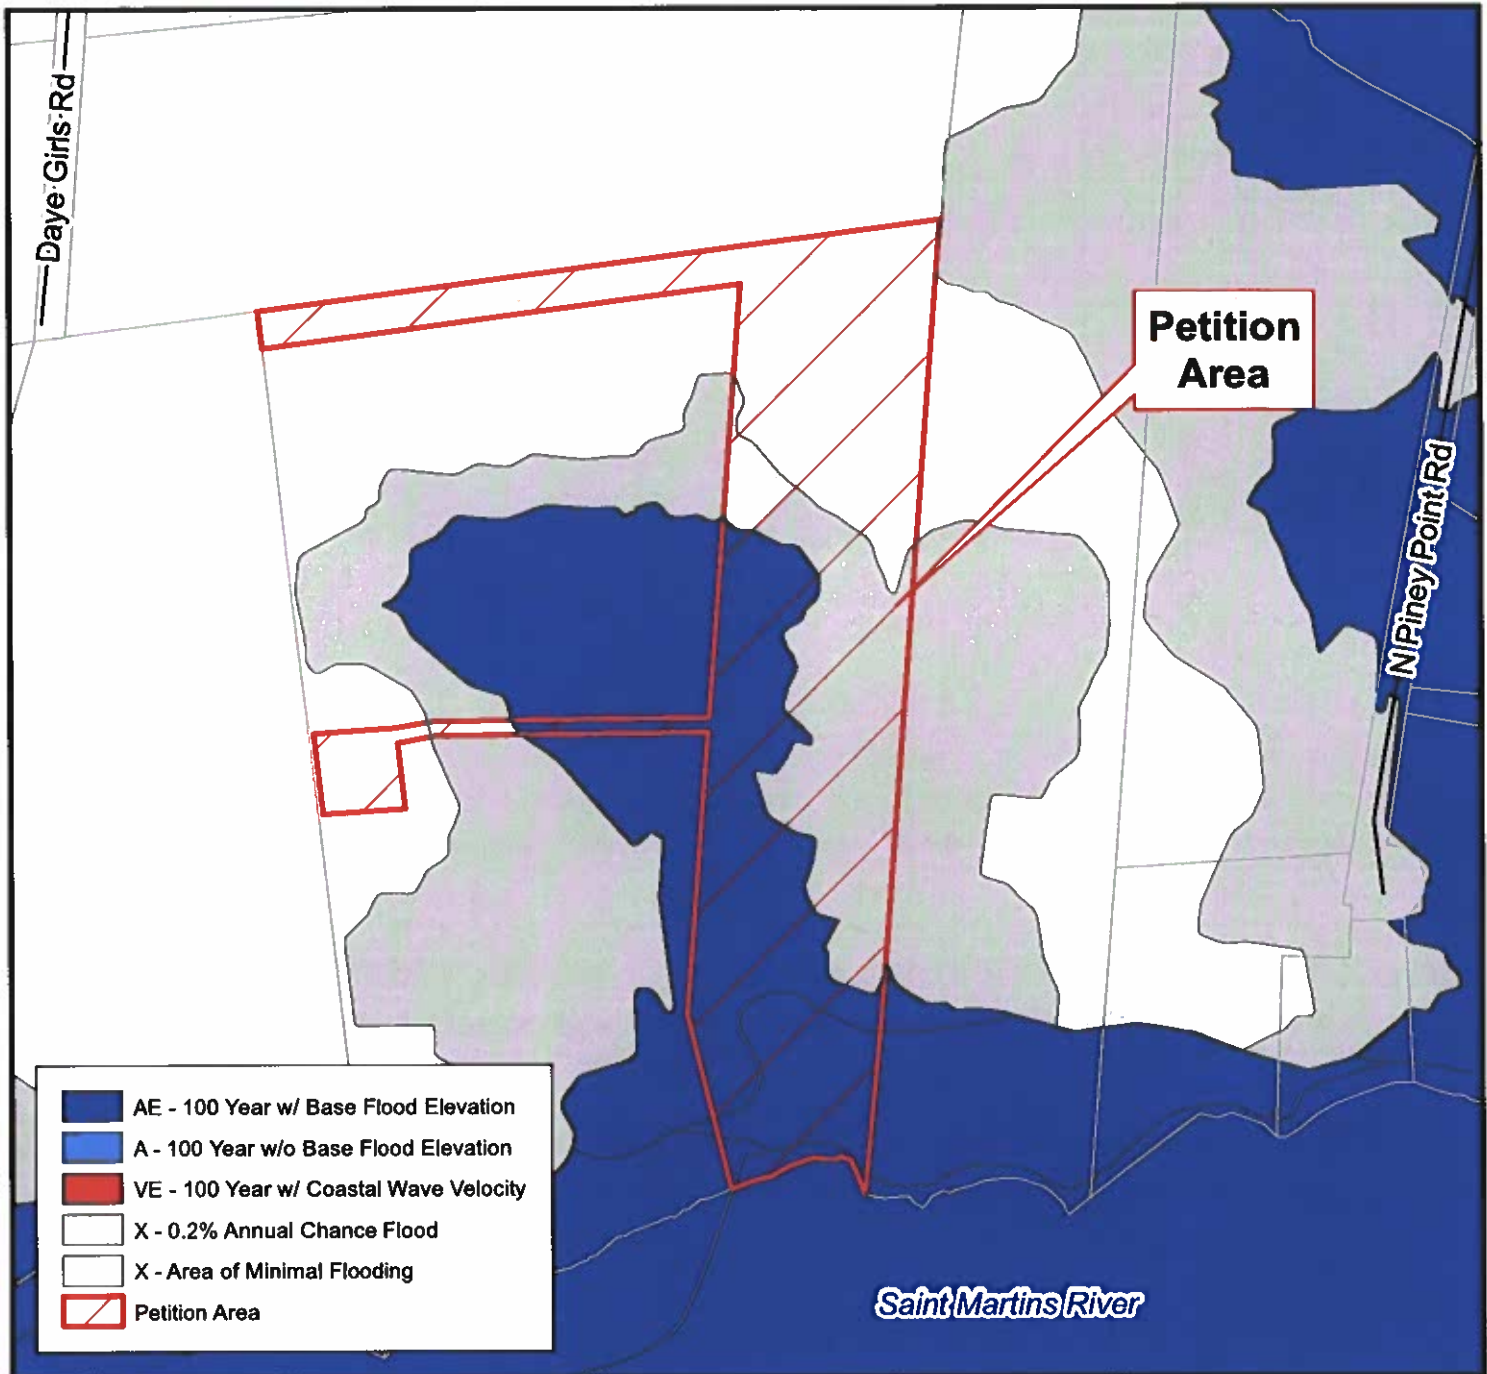 Daye Girls Rd
Petition
Area
N Piney Point Rd
AE - 100 Year w/ Base Flood Elevation
A - 100 Year w/o Base Flood Elevation
VE - 100 Year w/ Coastal Wave Velocity
X - 0.2% Annual Chance Flood
X - Area of Minimal Flooding
Petition Area
Saint Martins River